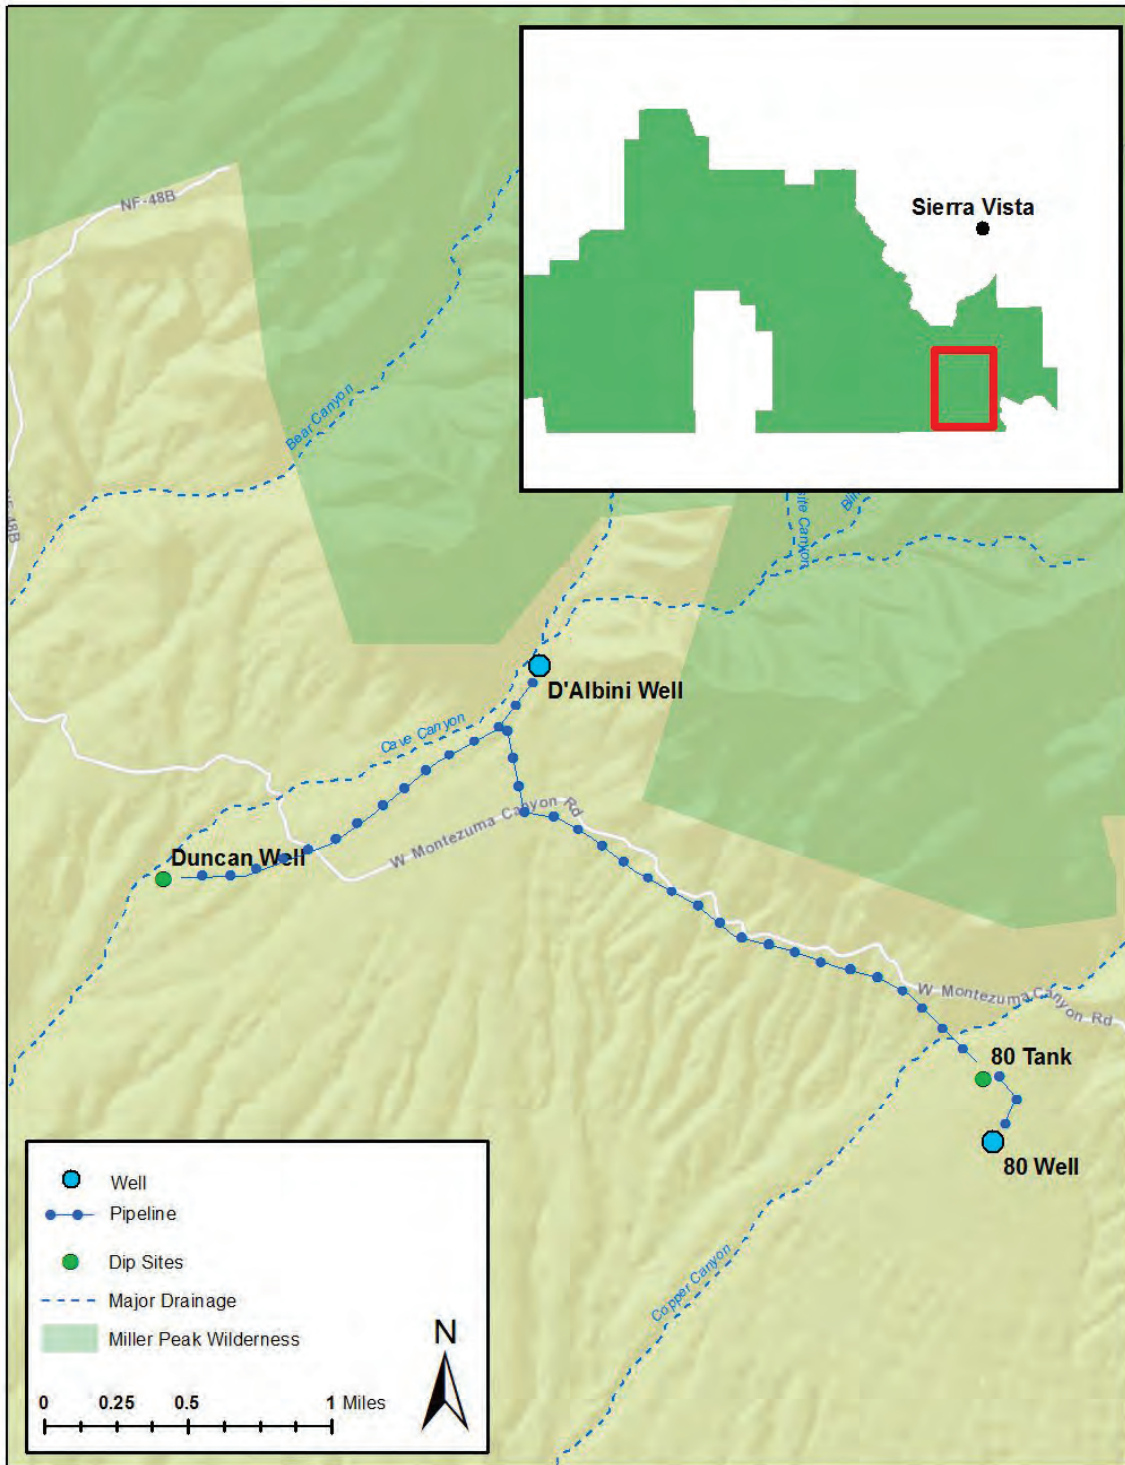 NF-48B
Sierra Vista
Bear Canyon
Canyon
D'Albini Well
Cave Canyon
W Montezuma Canyon Rd
Duncan Well
W Montezuma Canyon Rd
80 Tank
80 Well
Copper Canyon
Well
Pipeline
Dip Sites
Major Drainage
Miller Peak Wilderness
N
0 0.25 0.5 1 Miles